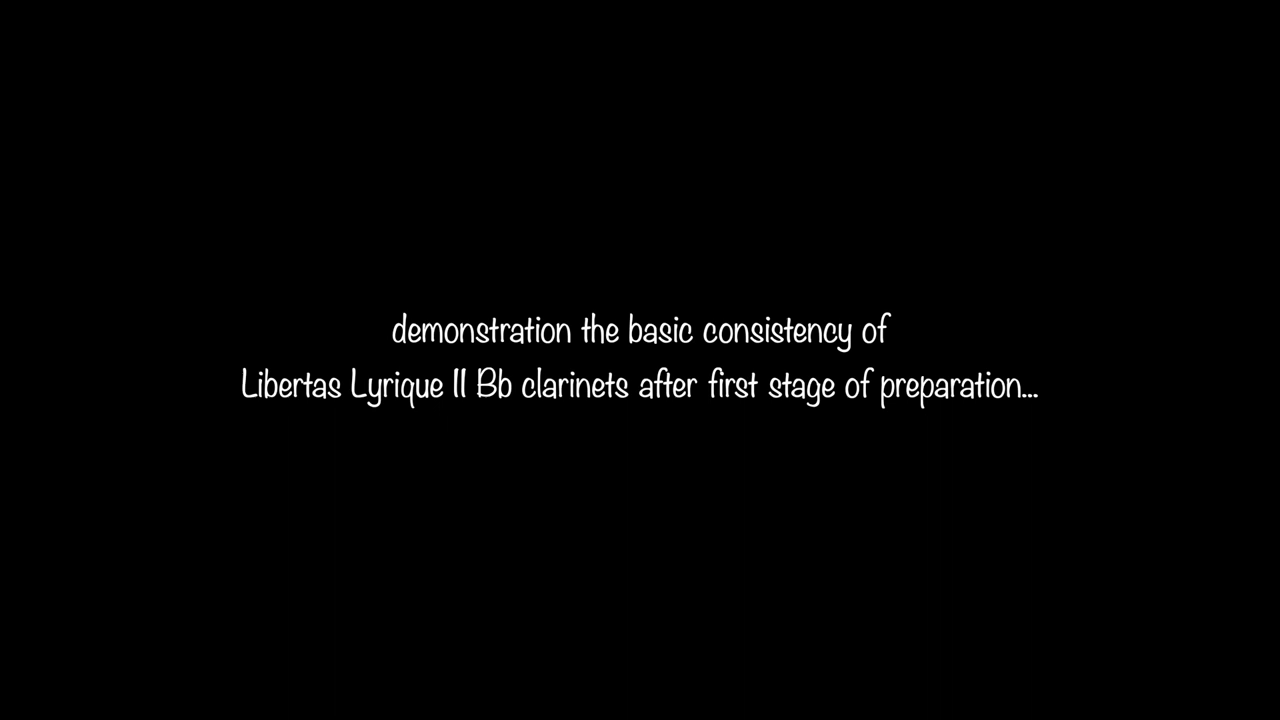 demonstration the basic consistency of
Libertas Lyrique II Bb clarinets after first stage of preparation...